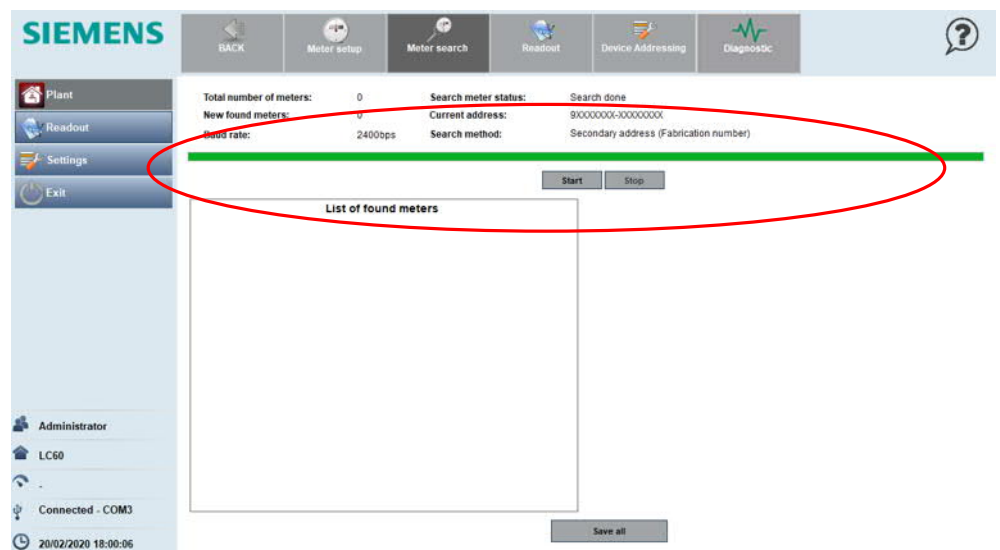 SIEMENS
BACK
Meter setup
Meter search
Readout
Device Addressing
Diagnostic
?
Plant
Readout
Settings
Exit
Total number of meters: 0 Search meter status: Search done
New found meters: 0 Current address: 9XXXXXXX-XXXXXXXX
Baud rate: 2400bps Search method: Secondary address (Fabrication number)
Start Stop
List of found meters
Administrator
LC60
.
Connected - COM3
20/02/2020 18:00:06
Save all